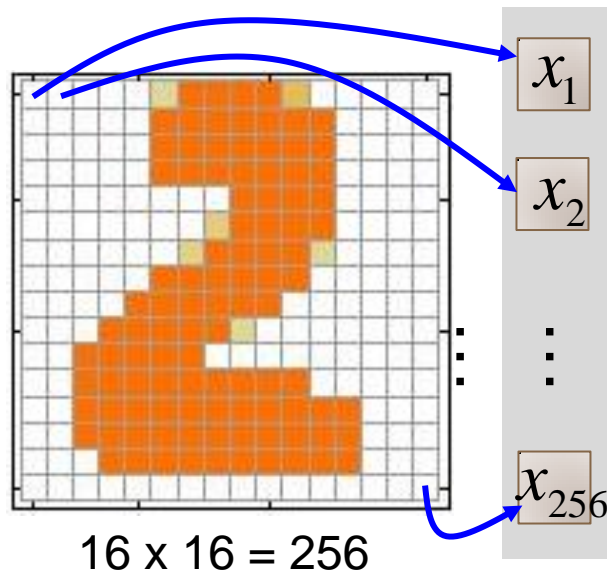 x₁
x₂
⋮ ⋮
x₂₅₆
16 x 16 = 256